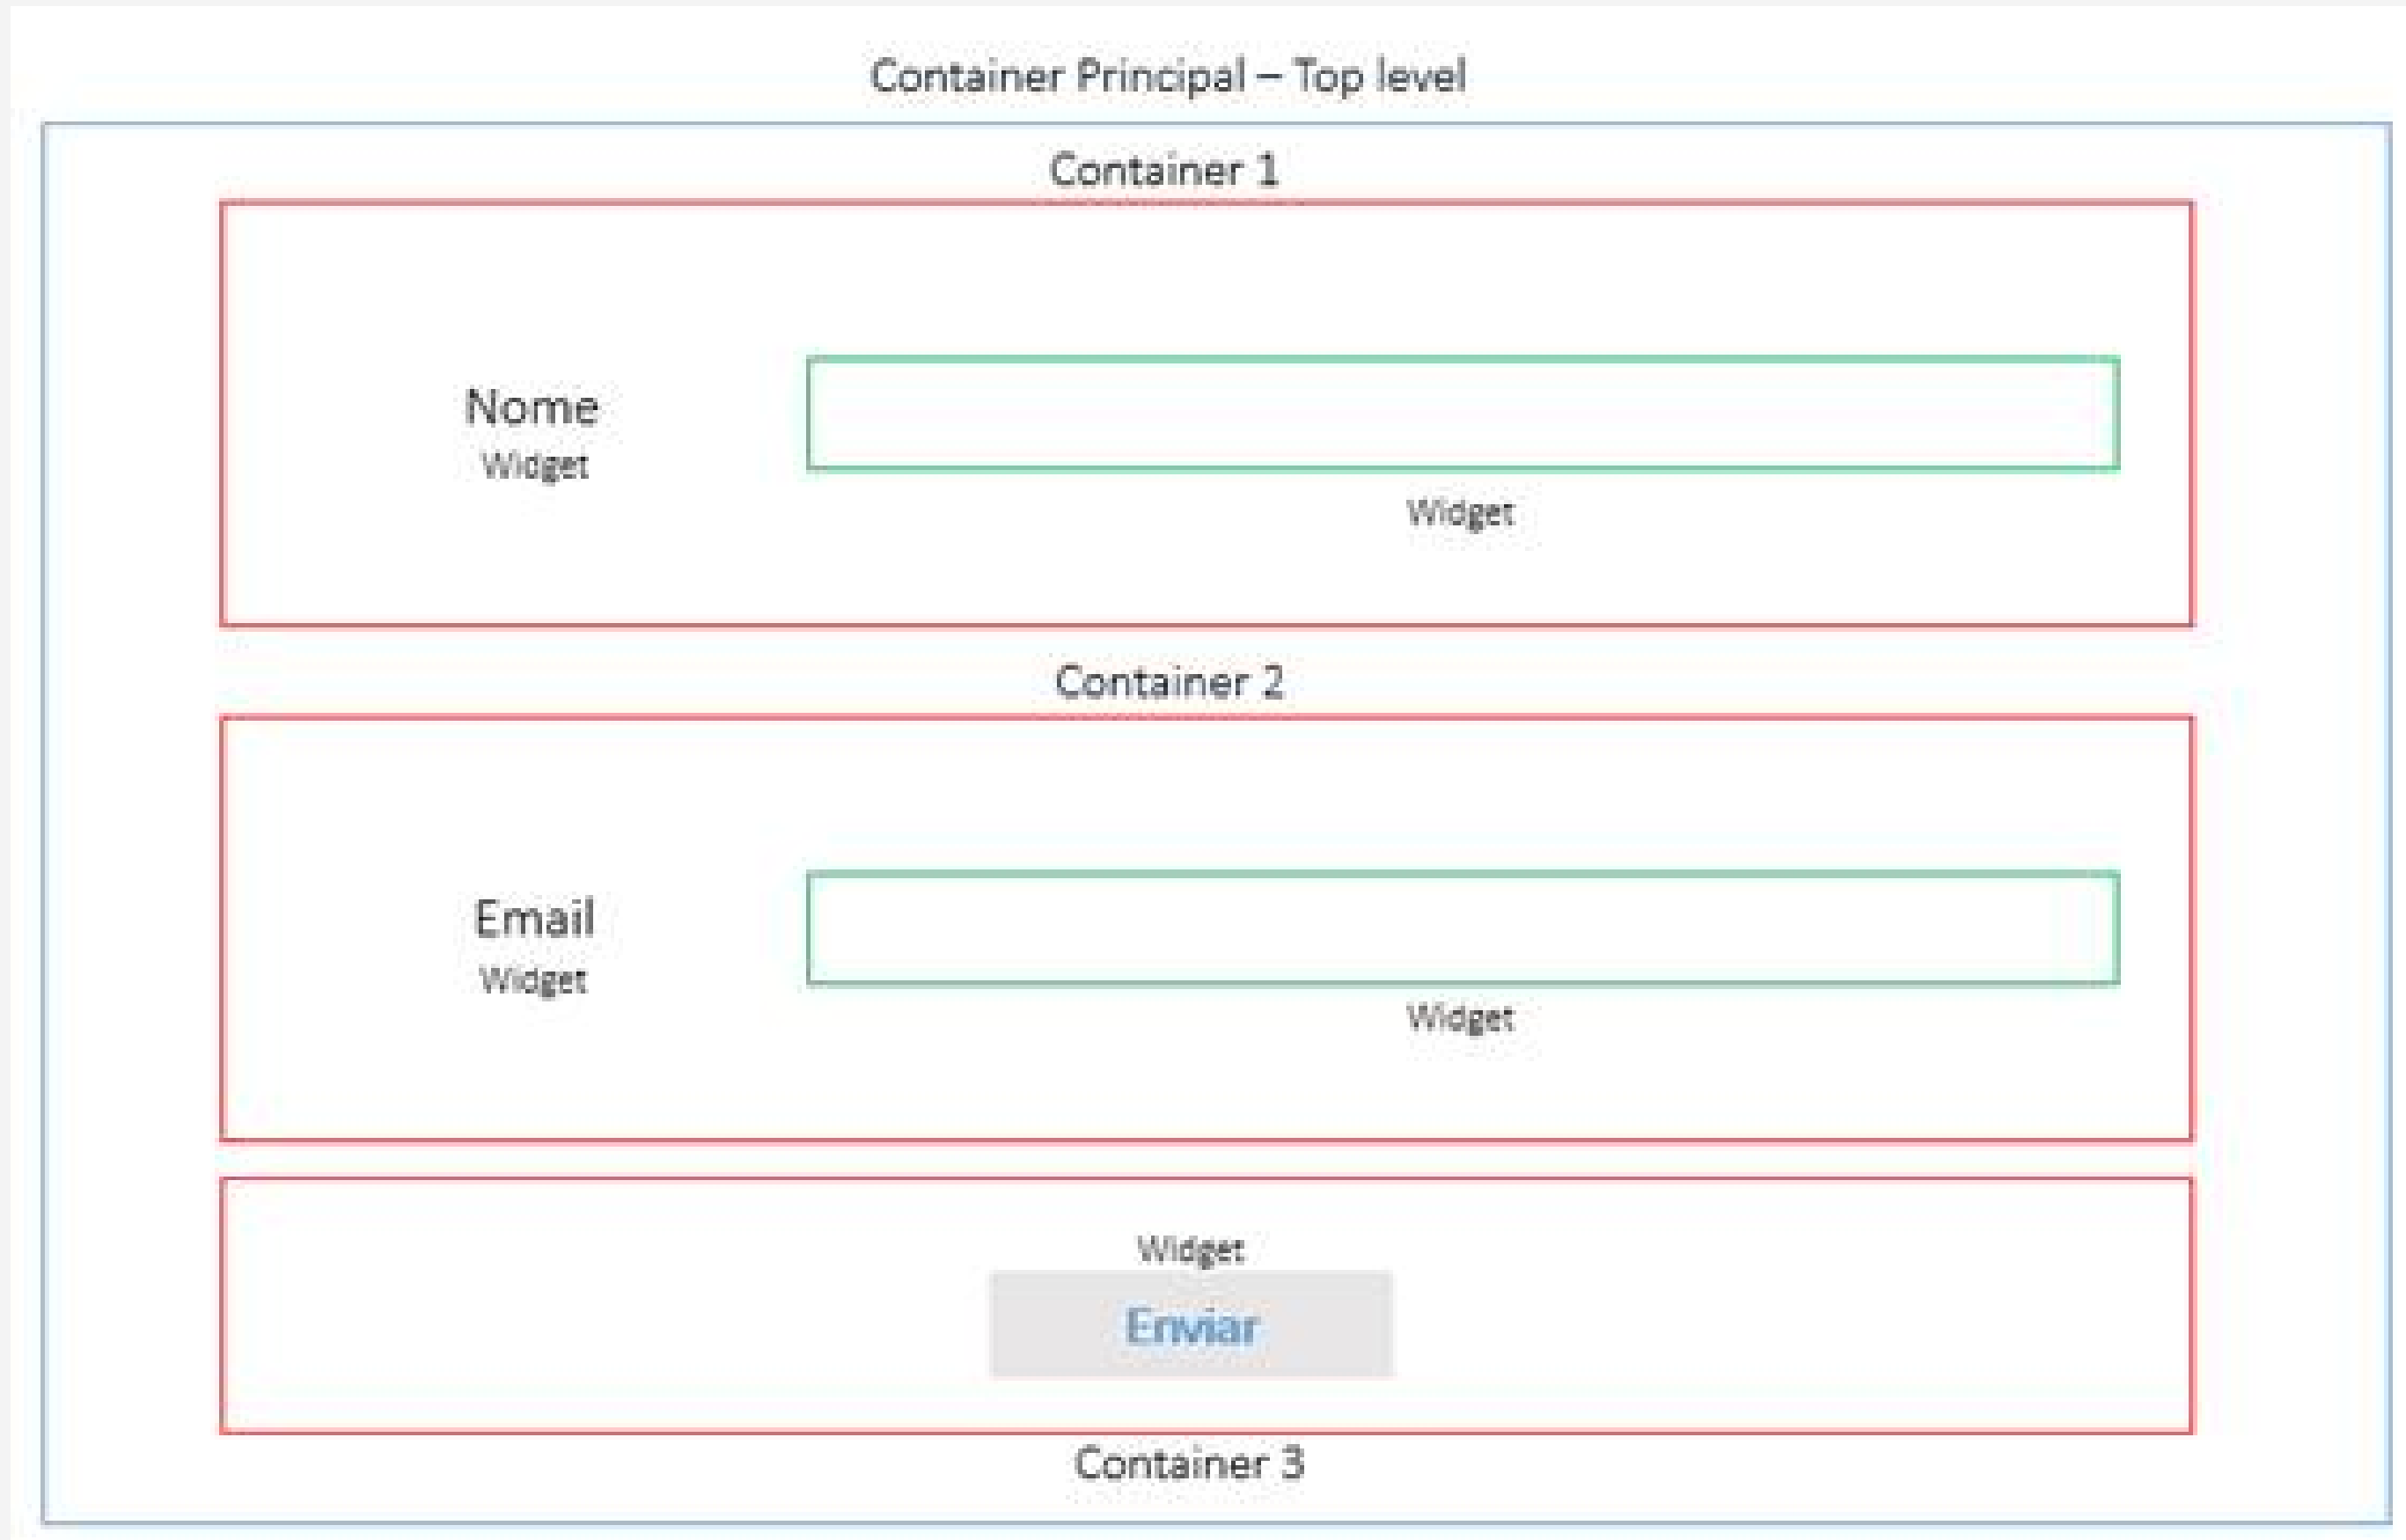 Container Principal – Top level
Container 1
Nome
Widget
Widget
Container 2
Email
Widget
Widget
Widget
Enviar
Container 3